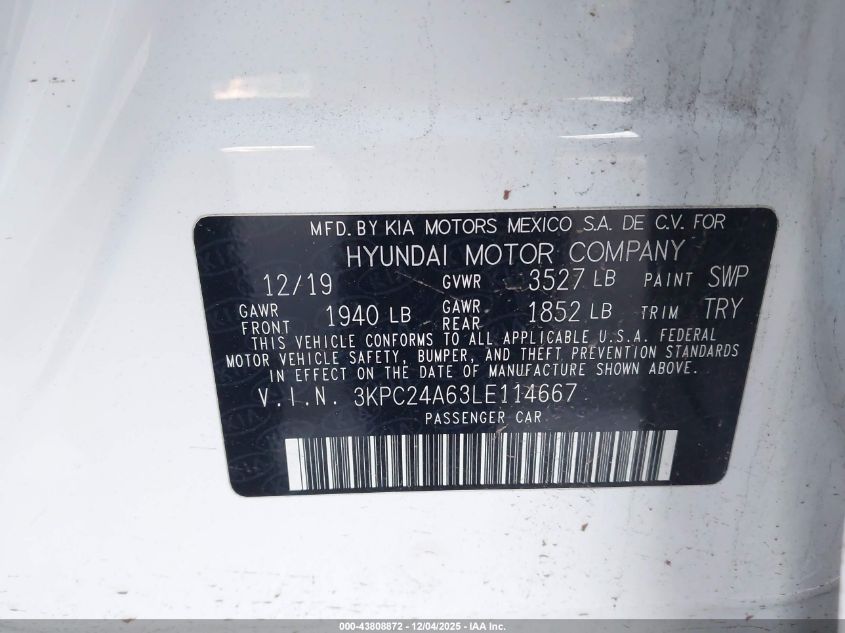 MFD. BY KIA MOTORS MEXICO S.A. DE C.V. FOR
HYUNDAI MOTOR COMPANY
12/19 GVWR 3527 LB PAINT SWP
GAWR FRONT 1940 LB GAWR REAR 1852 LB TRIM TRY
THIS VEHICLE CONFORMS TO ALL APPLICABLE U.S.A. FEDERAL
MOTOR VEHICLE SAFETY, BUMPER, AND THEFT PREVENTION STANDARDS
IN EFFECT ON THE DATE OF MANUFACTURE SHOWN ABOVE.
V.I.N. 3KPC24A63LE114667
PASSENGER CAR
000-43808872 - 12/04/2025 - IAA Inc.